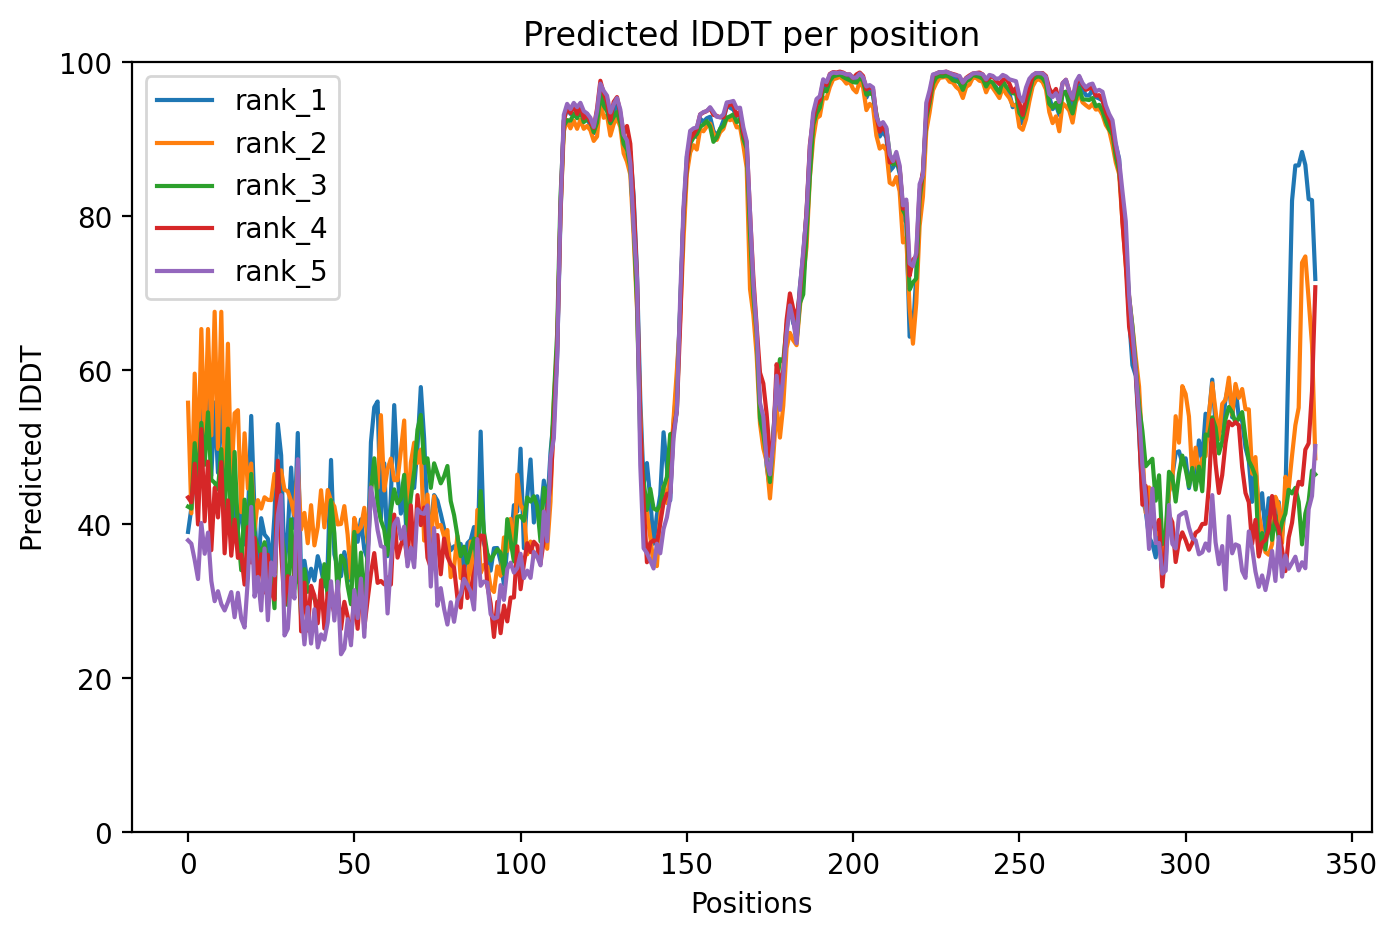 Predicted lDDT per position
100
80
60
40
20
0
Predicted lDDT
rank_1
rank_2
rank_3
rank_4
rank_5
0 50 100 150 200 250 300 350
Positions